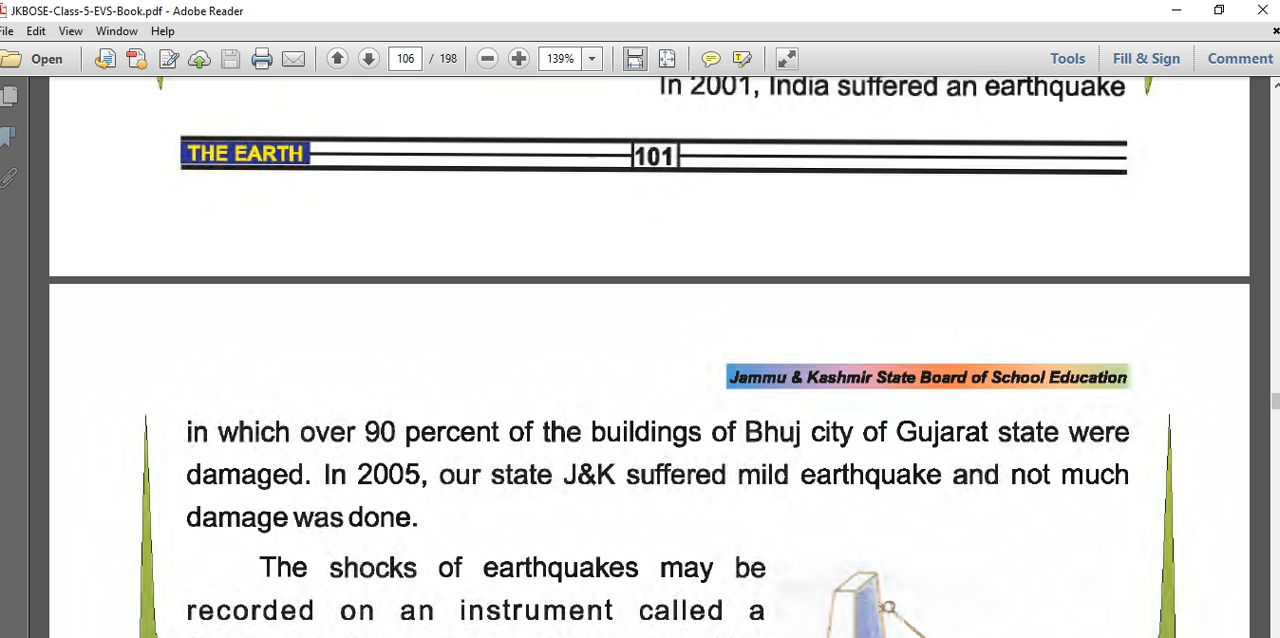 JKBOSE-Class-5-EVS-Book.pdf - Adobe Reader
File Edit View Window Help
Open 106 / 198 139% Tools Fill & Sign Comment
In 2001, India suffered an earthquake
THE EARTH 101
Jammu & Kashmir State Board of School Education
in which over 90 percent of the buildings of Bhuj city of Gujarat state were
damaged. In 2005, our state J&K suffered mild earthquake and not much
damage was done.
The shocks of earthquakes may be
recorded on an instrument called a